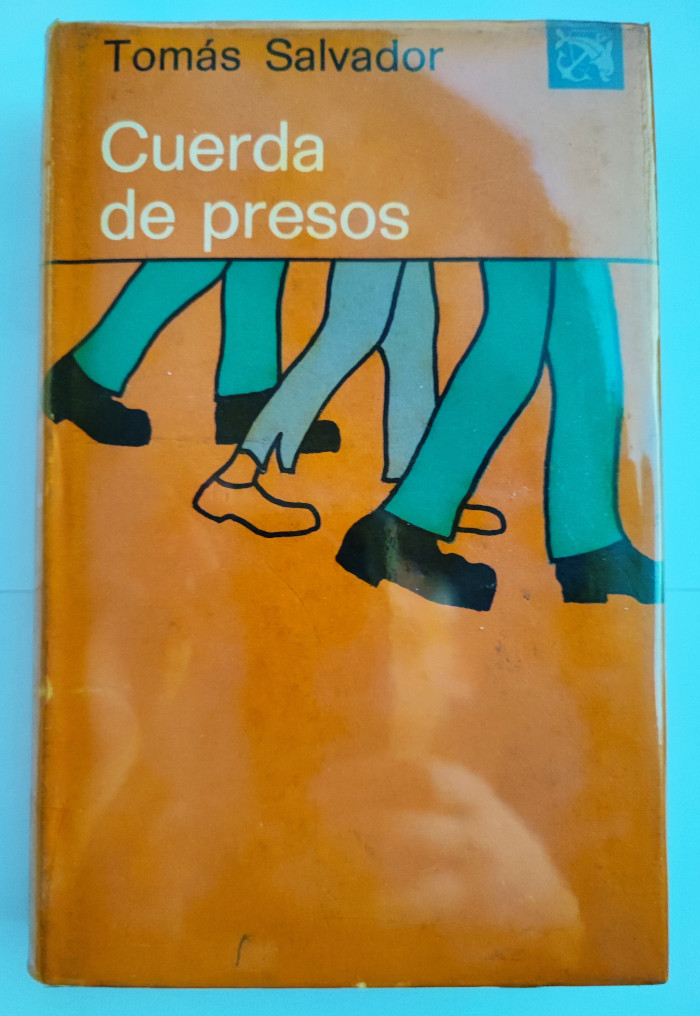 Tomás Salvador
Cuerda
de presos